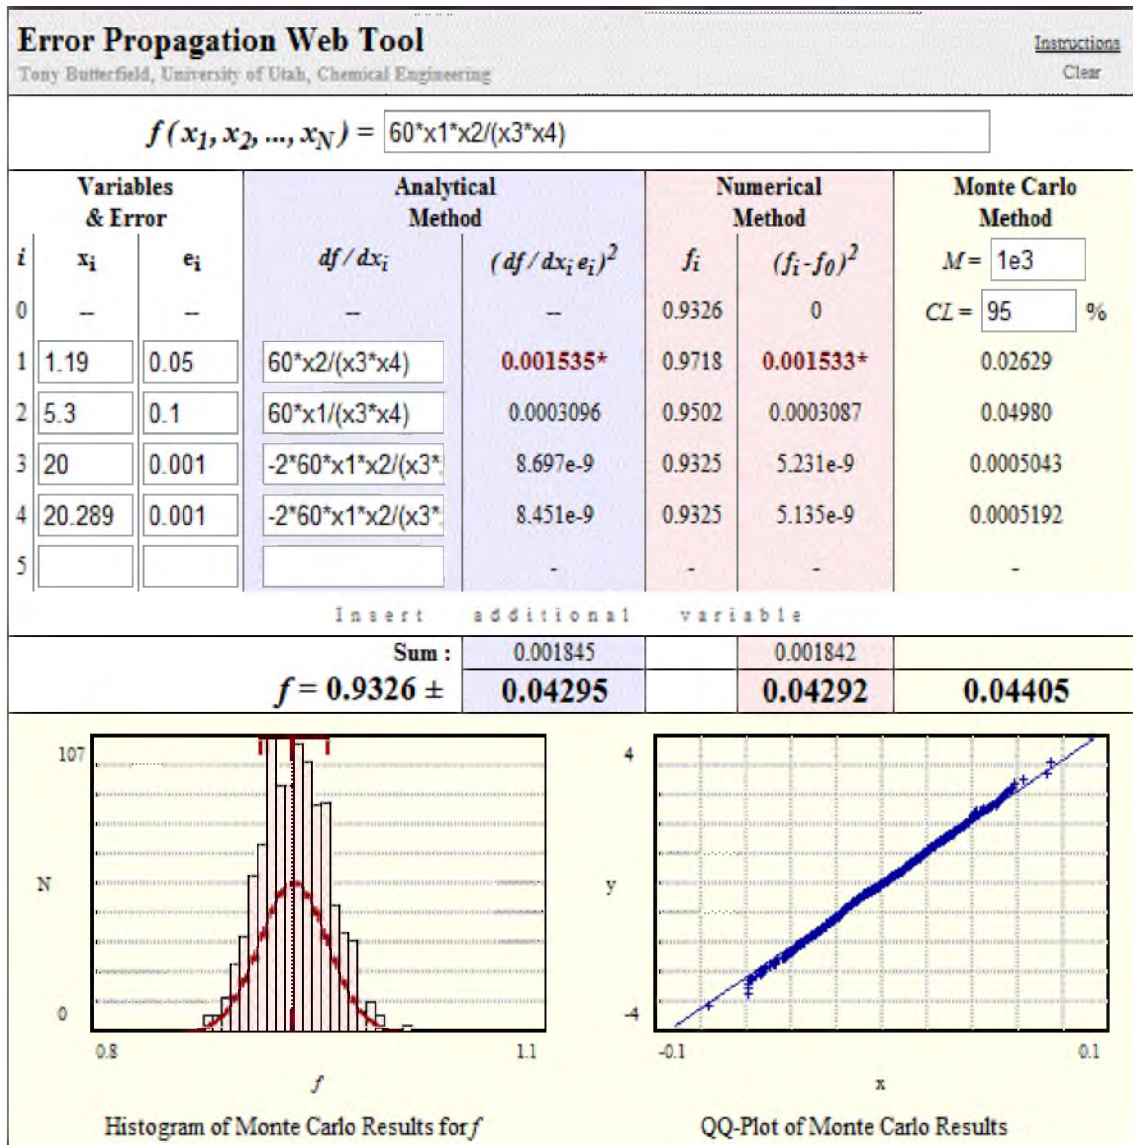 Error Propagation Web Tool
Instructions
Tony Butterfield, University of Utah, Chemical Engineering
Clear
f(x1, x2, ..., xN) = 60*x1*x2/(x3*x4)
Variables & Error
Analytical Method
Numerical Method
Monte Carlo Method
i xi ei df/dxi (df/dxi ei)² fi (fi-f0)² M= 1e3
0 -- -- -- -- 0.9326 0 CL= 95 %
1 1.19 0.05 60*x2/(x3*x4) 0.001535* 0.9718 0.001533* 0.02629
2 5.3 0.1 60*x1/(x3*x4) 0.0003096 0.9502 0.0003087 0.04980
3 20 0.001 -2*60*x1*x2/(x3* 8.697e-9 0.9325 5.231e-9 0.0005043
4 20.289 0.001 -2*60*x1*x2/(x3* 8.451e-9 0.9325 5.135e-9 0.0005192
5 - - - -
Insert additional variable
Sum : 0.001845 0.001842
f = 0.9326 ± 0.04295 0.04292 0.04405
107
N
0
0.8 1.1
f
Histogram of Monte Carlo Results for f
4
y
-4
-0.1 0.1
x
QQ-Plot of Monte Carlo Results